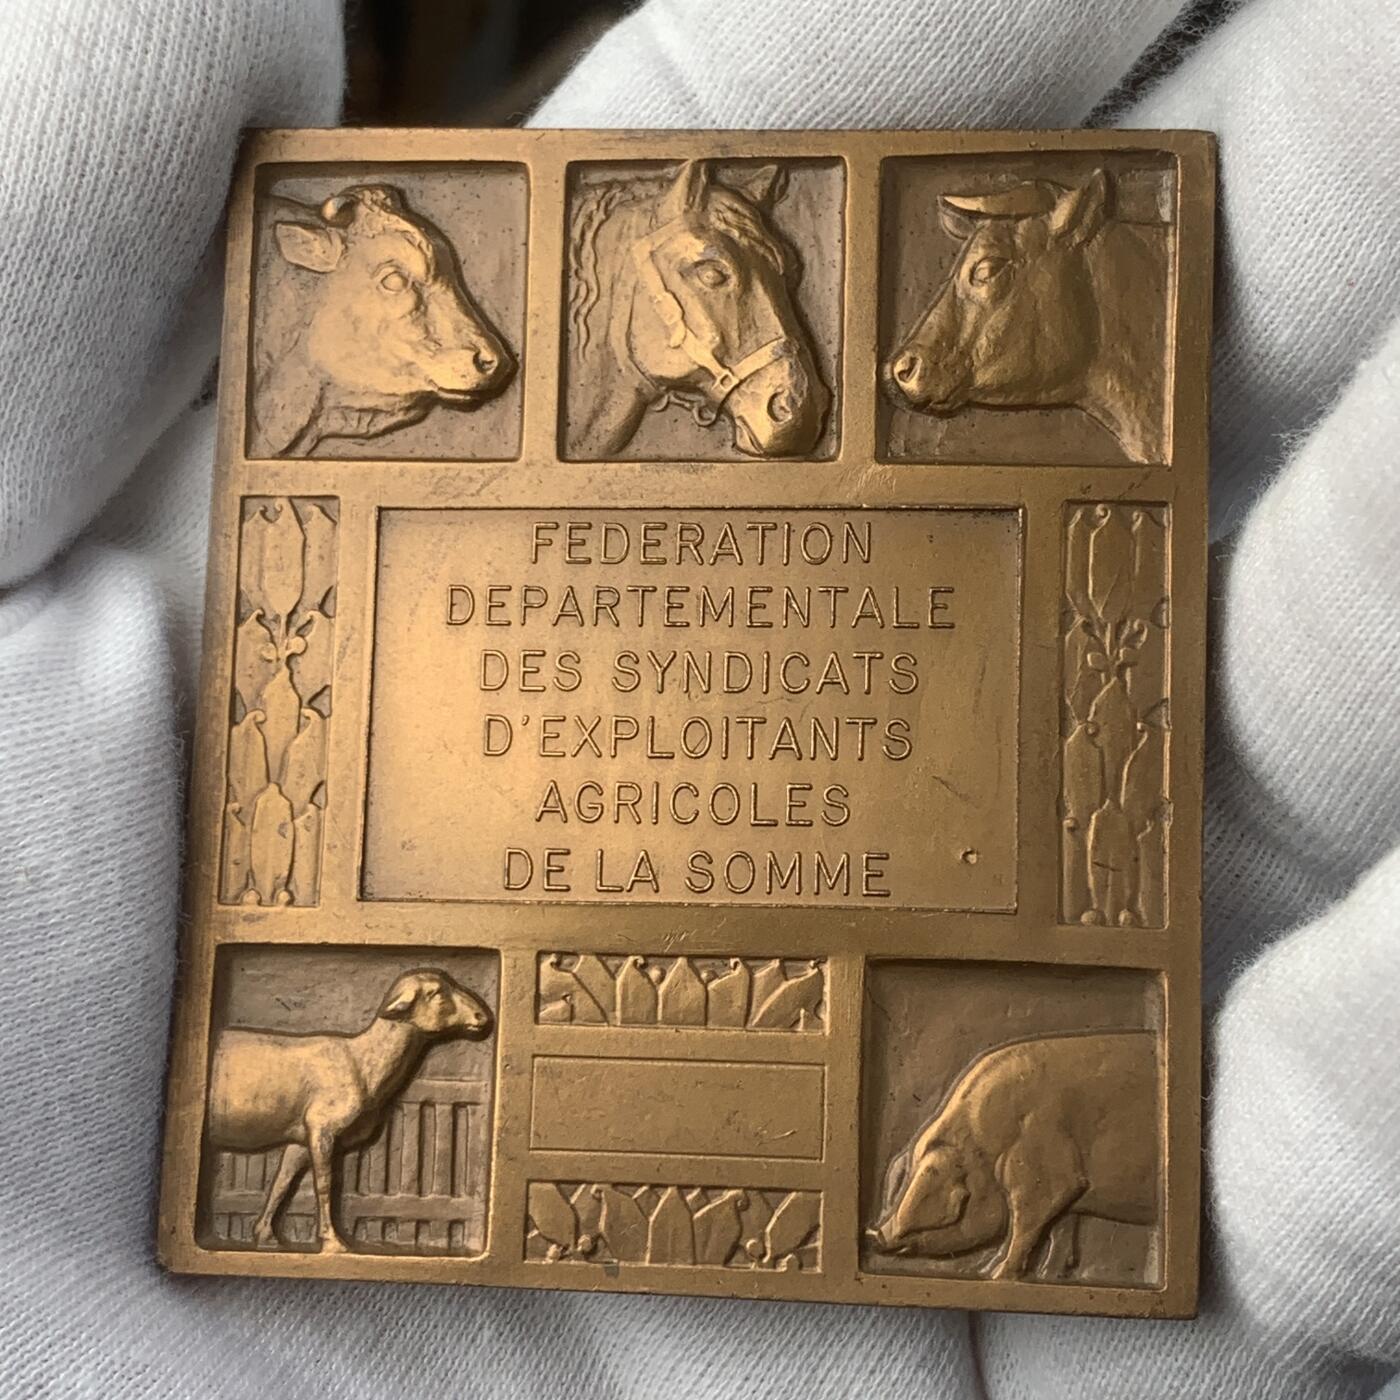 FEDERATION
DEPARTEMENTALE
DES SYNDICATS
D'EXPLOITANTS
AGRICOLES
DE LA SOMME